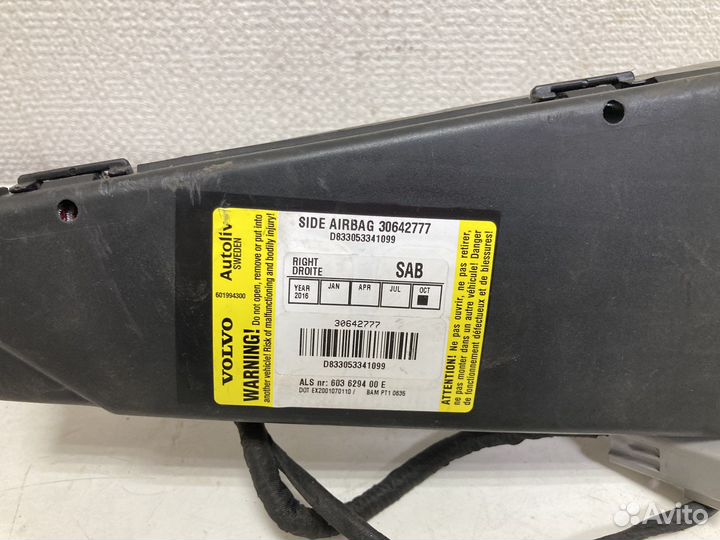 VOLVO Autoliv
SWEDEN
601994300
WARNING! Do not open, remove or put into
another vehicle! Risk of malfunctioning and bodily injury!
SIDE AIRBAG 30642777
D833053341099
RIGHT
DROITE
SAB
YEAR JAN APR JUL OCT
2016
30642777
D833053341099
ALS nr: 603 6294 00 E
DOT EX2001070110 / BAM PT1 0635
ATTENTION! Ne pas ouvrir, ne pas retirer,
ne pas monter dans un autre véhicule! Danger
de fonctionnement défectueux et de blessures!
Avito